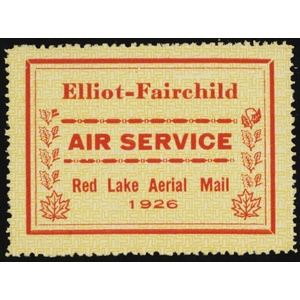 Elliot-Fairchild
AIR SERVICE
Red Lake Aerial Mail
1926